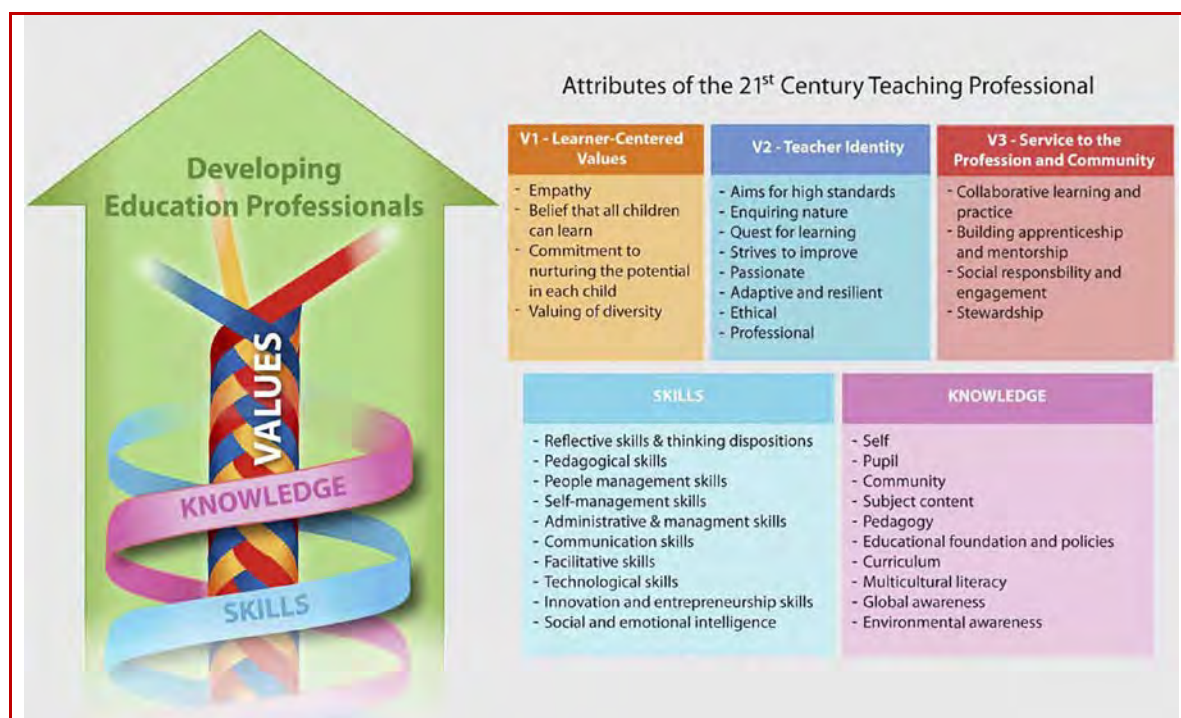 Developing
Education Professionals
VALUES
KNOWLEDGE
SKILLS
Attributes of the 21st Century Teaching Professional
V1 - Learner-Centered
Values
- Empathy
- Belief that all children
can learn
- Commitment to
nurturing the potential
in each child
- Valuing of diversity
V2 - Teacher Identity
- Aims for high standards
- Enquiring nature
- Quest for learning
- Strives to improve
- Passionate
- Adaptive and resilient
- Ethical
- Professional
V3 - Service to the
Profession and Community
- Collaborative learning and
practice
- Building apprenticeship
and mentorship
- Social responsbility and
engagement
- Stewardship
SKILLS
- Reflective skills & thinking dispositions
- Pedagogical skills
- People management skills
- Self-management skills
- Administrative & managment skills
- Communication skills
- Facilitative skills
- Technological skills
- Innovation and entrepreneurship skills
- Social and emotional intelligence
KNOWLEDGE
- Self
- Pupil
- Community
- Subject content
- Pedagogy
- Educational foundation and policies
- Curriculum
- Multicultural literacy
- Global awareness
- Environmental awareness